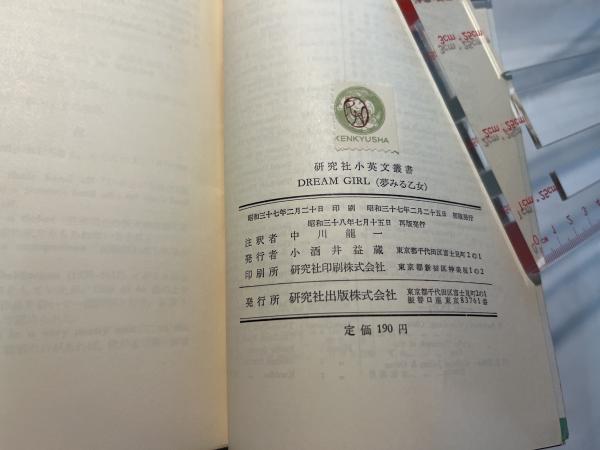 KENKYUSHA
研究社小英文叢書
DREAM GIRL (夢みる乙女)
昭和三十七年二月二十日 印刷 昭和三十七年二月二十五日 初版発行
昭和三十八年七月十五日 再版発行
注釈者 中川龍一
発行者 小酒井益蔵 東京都千代田区富士見町2の1
印刷所 研究社印刷株式会社 東京都新宿区神楽坂1の2
発行所 研究社出版株式会社 東京都千代田区富士見町2の1
振替口座東京83761番
定価190円